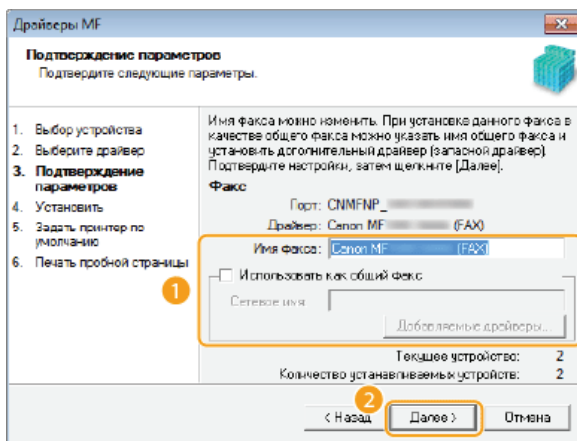 Драйверы MF
Подтверждение параметров
Подтвердите следующие параметры.
1. Выбор устройства
2. Выберите драйвер
3. Подтверждение
параметров
4. Установить
5. Задать принтер по
умолчанию
6. Печать пробной страницы
Имя факса можно изменить. При установке данного факса в
качестве общего факса можно указать имя общего факса и
установить дополнительный драйвер (запасной драйвер).
Подтвердите настройки, затем щелкните [Далее].
Факс
Порт: CNMFNP_
Драйвер: Canon MF (FAX)
Имя факса: Canon MF (FAX)
Использовать как общий факс
Сетевое имя
Добавляемые драйверы...
1
Текущее устройство: 2
Количество устанавливаемых устройств: 2
2
< Назад
Далее >
Отмена